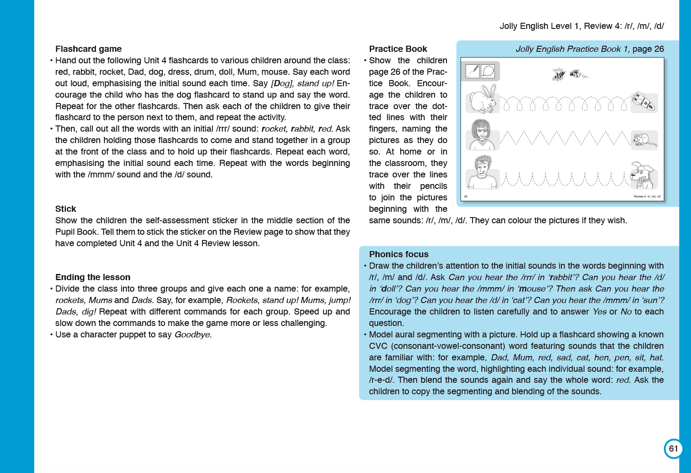 Jolly English Level 1, Review 4: /r/, /m/, /d/
Flashcard game
• Hand out the following Unit 4 flashcards to various children around the class:
red, rabbit, rocket, Dad, dog, dress, drum, doll, Mum, mouse. Say each word
out loud, emphasising the initial sound each time. Say [Dog], stand up! En-
courage the child who has the dog flashcard to stand up and say the word.
Repeat for the other flashcards. Then ask each of the children to give their
flashcard to the person next to them, and repeat the activity.
• Then, call out all the words with an initial /rrr/ sound: rocket, rabbit, red. Ask
the children holding those flashcards to come and stand together in a group
at the front of the class and to hold up their flashcards. Repeat each word,
emphasising the initial sound each time. Repeat with the words beginning
with the /mmm/ sound and the /d/ sound.
Stick
Show the children the self-assessment sticker in the middle section of the
Pupil Book. Tell them to stick the sticker on the Review page to show that they
have completed Unit 4 and the Unit 4 Review lesson.
Ending the lesson
• Divide the class into three groups and give each one a name: for example,
rockets, Mums and Dads. Say, for example, Rockets, stand up! Mums, jump!
Dads, dig! Repeat with different commands for each group. Speed up and
slow down the commands to make the game more or less challenging.
• Use a character puppet to say Goodbye.
Practice Book
• Show the children
page 26 of the Prac-
tice Book. Encour-
age the children to
trace over the dot-
ted lines with their
fingers, naming the
pictures as they do
so. At home or in
the classroom, they
trace over the lines
with their pencils
to join the pictures
beginning with the
same sounds: /r/, /m/, /d/. They can colour the pictures if they wish.
Jolly English Practice Book 1, page 26
26
Review 4: /r/, /m/, /d/
Phonics focus
• Draw the children's attention to the initial sounds in the words beginning with
/r/, /m/ and /d/. Ask Can you hear the /rrr/ in 'rabbit'? Can you hear the /d/
in 'doll'? Can you hear the /mmm/ in 'mouse'? Then ask Can you hear the
/rrr/ in 'dog'? Can you hear the /d/ in 'cat'? Can you hear the /mmm/ in 'sun'?
Encourage the children to listen carefully and to answer Yes or No to each
question.
• Model aural segmenting with a picture. Hold up a flashcard showing a known
CVC (consonant-vowel-consonant) word featuring sounds that the children
are familiar with: for example, Dad, Mum, red, sad, cat, hen, pen, sit, hat.
Model segmenting the word, highlighting each individual sound: for example,
/r-e-d/. Then blend the sounds again and say the whole word: red. Ask the
children to copy the segmenting and blending of the sounds.
61